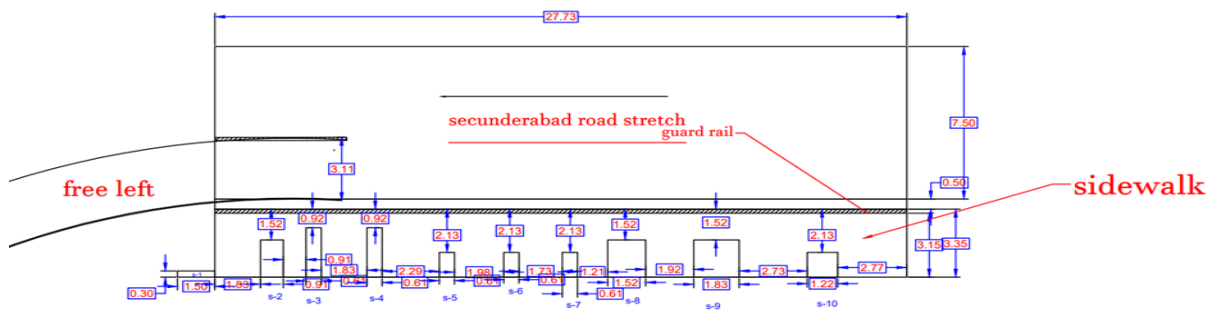 27.73
secunderabad road stretch
guard rail
7.50
3.11
free left
0.50
sidewalk
1.52
0.92
0.92
2.13
2.13
2.13
1.52
1.52
2.13
3.15
3.35
s-1
0.91
1.83
2.29
1.98
1.73
1.21
1.92
2.73
2.77
0.30
1.50
1.83
0.91
0.61
0.61
0.61
0.61
0.61
1.52
1.83
1.22
s-2
s-3
s-4
s-5
s-6
s-7
s-8
s-9
s-10